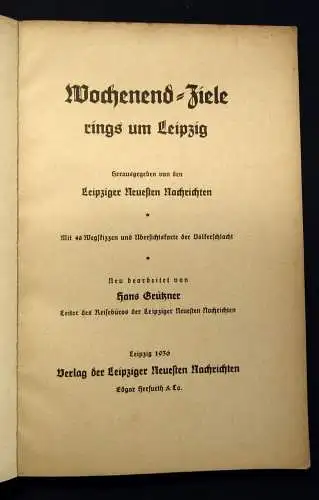 Wochenend-Ziele
rings um Leipzig
Herausgegeben von den
Leipziger Neuesten Nachrichten
*
Mit 48 Wegskizzen und Übersichtskarte der Völkerschlacht
*
Neu bearbeitet von
Hans Grützner
Leiter des Reisebüros der Leipziger Neuesten Nachrichten
Leipzig 1936
Verlag der Leipziger Neuesten Nachrichten
Edgar Herfurth & Co.